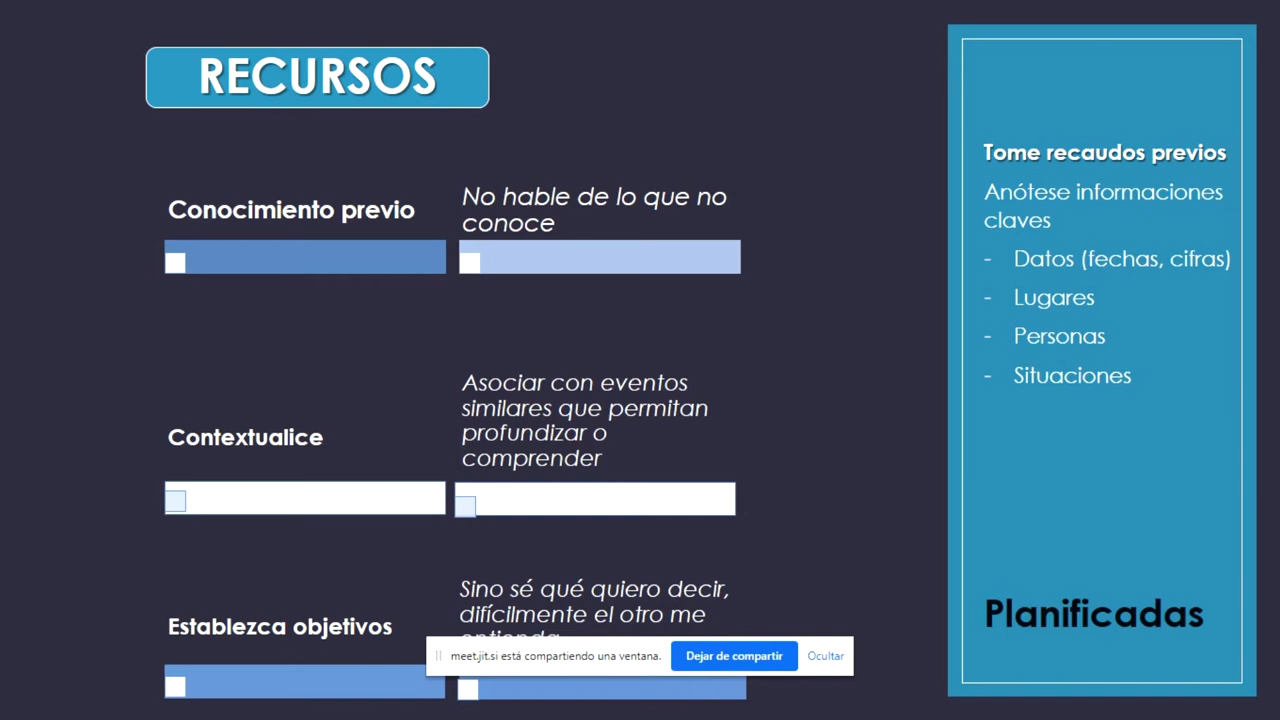 RECURSOS
Conocimiento previo
No hable de lo que no
conoce
Contextualice
Asociar con eventos
similares que permitan
profundizar o
comprender
Establezca objetivos
Sino sé qué quiero decir,
difícilmente el otro me
meet.jit.si está compartiendo una ventana.
Dejar de compartir
Ocultar
Tome recaudos previos
Anótese informaciones
claves
- Datos (fechas, cifras)
- Lugares
- Personas
- Situaciones
Planificadas